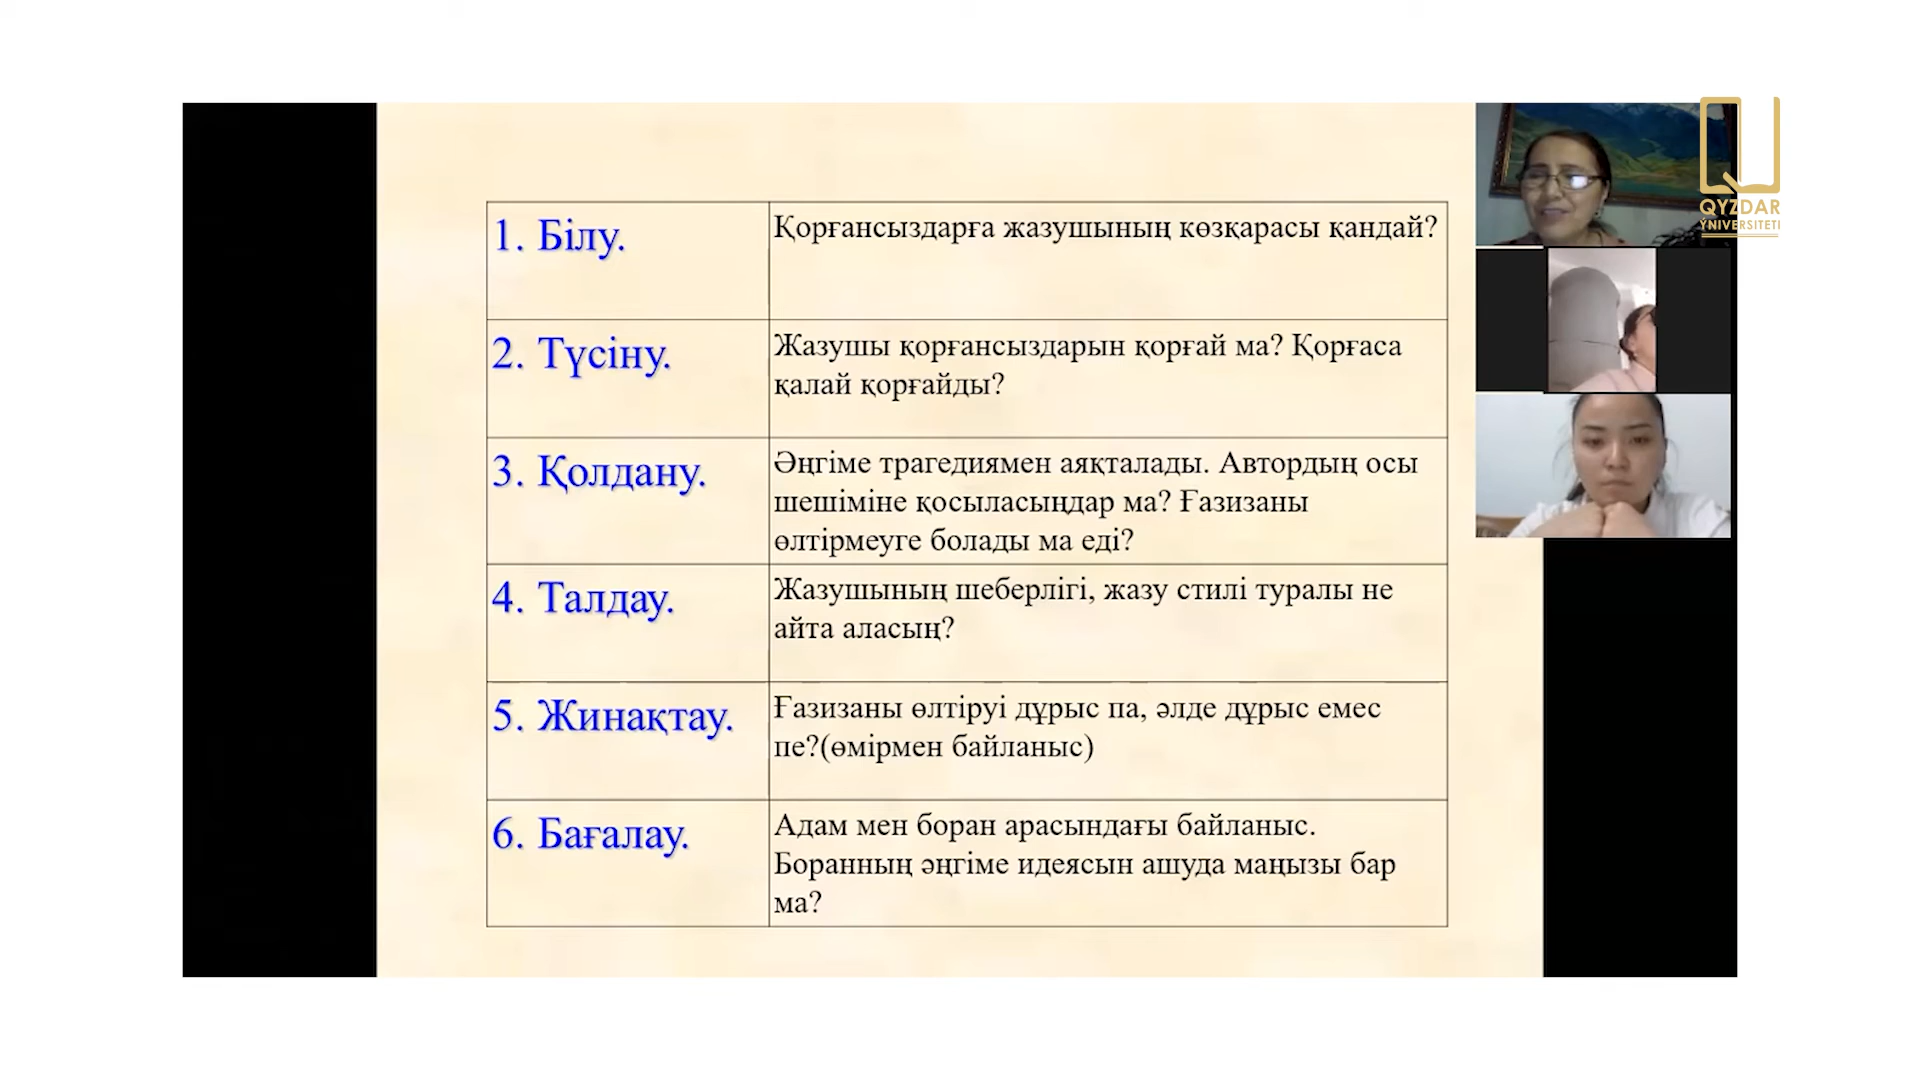 1. Білу.
Қорғансыздарға жазушының көзқарасы қандай?
2. Түсіну.
Жазушы қорғансыздарын қорғай ма? Қорғаса
қалай қорғайды?
3. Қолдану.
Әңгіме трагедиямен аяқталады. Автордың осы
шешіміне қосыласыңдар ма? Ғазизаны
өлтірмеуге болады ма еді?
4. Талдау.
Жазушының шеберлігі, жазу стилі туралы не
айта аласың?
5. Жинақтау.
Ғазизаны өлтіруі дұрыс па, әлде дұрыс емес
пе?(өмірмен байланыс)
6. Бағалау.
Адам мен боран арасындағы байланыс.
Боранның әңгіме идеясын ашуда маңызы бар
ма?
QYZDAR
ÝNIVERSITETI